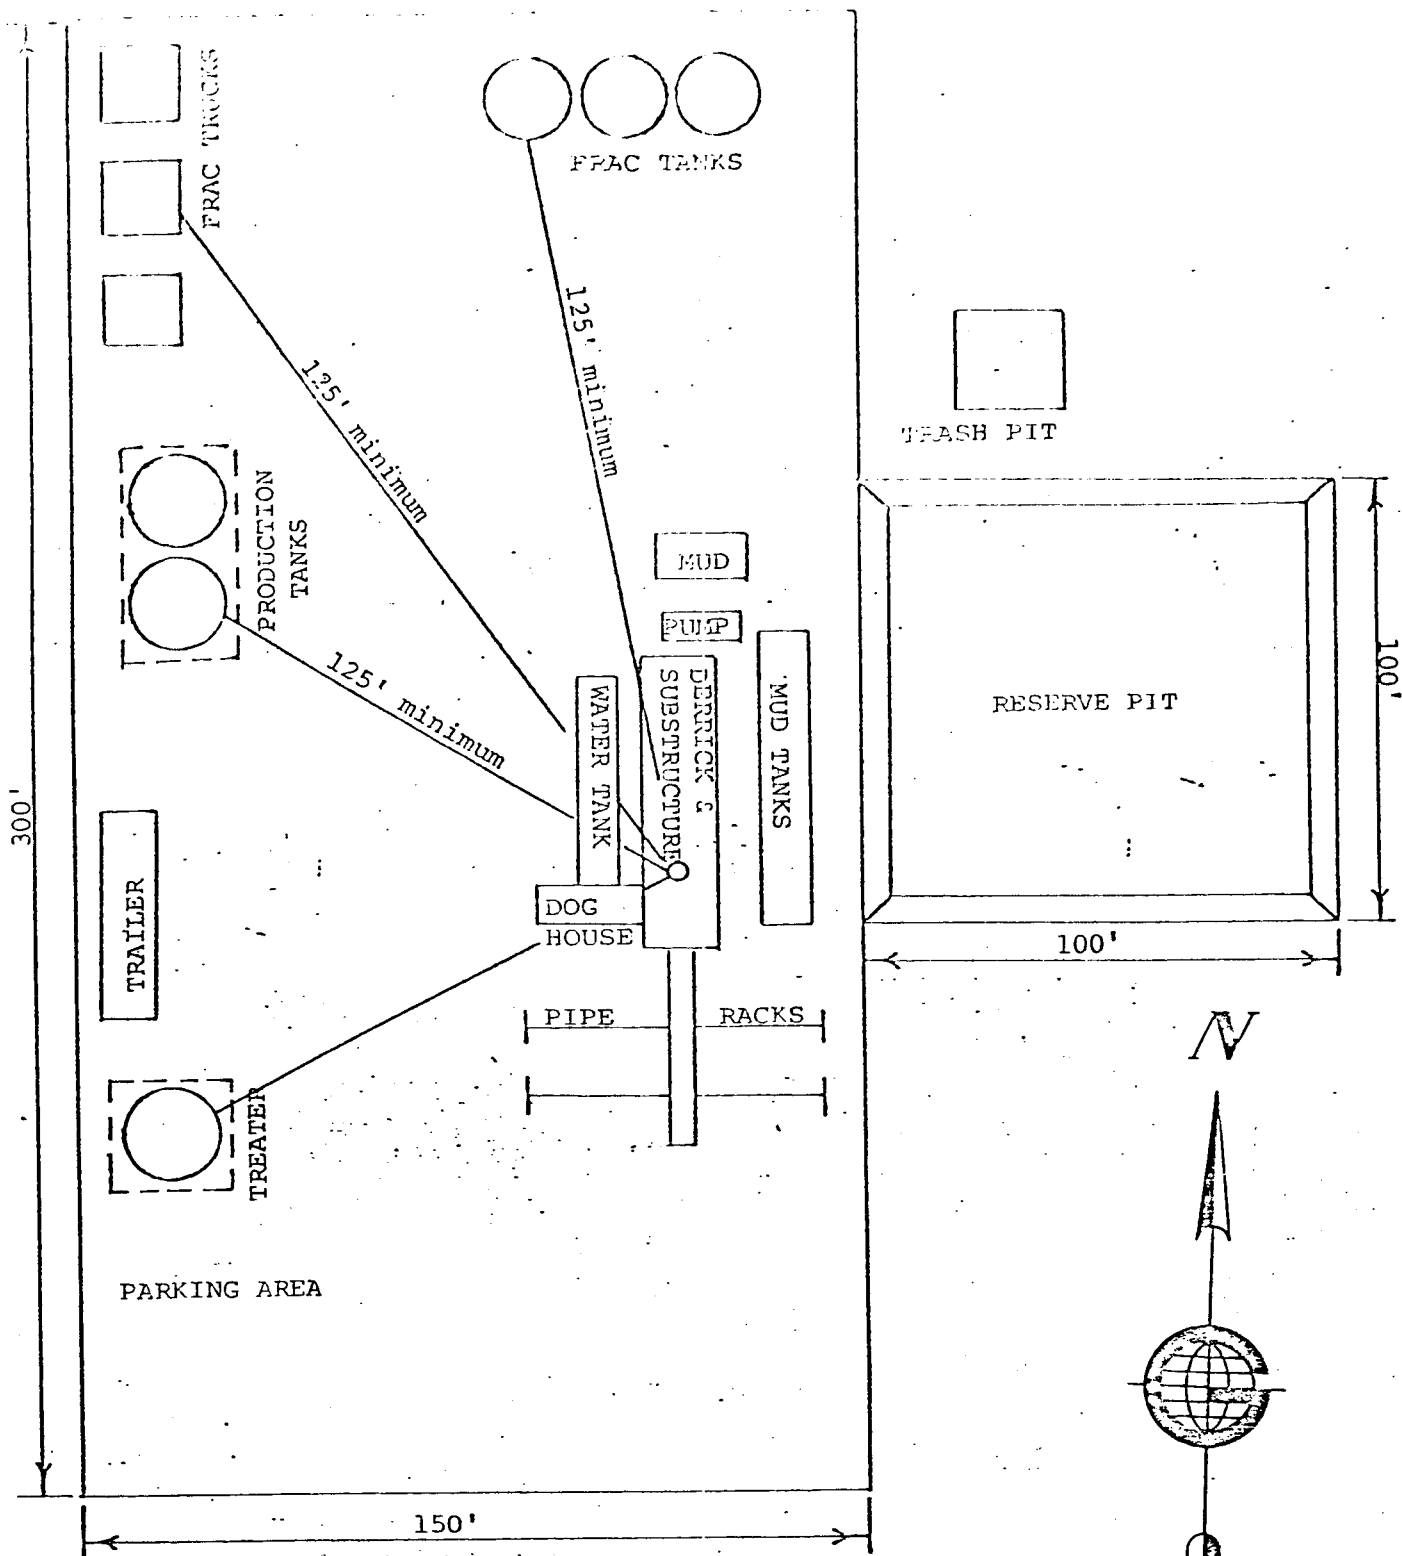 FRAC TRUCKS
FRAC TANKS
125' minimum
125' minimum
TRASH PIT
PRODUCTION
TANKS
MUD
PUMP
125' minimum
WATER TANK
DERRICK &
SUBSTRUCTURE
MUD TANKS
RESERVE PIT
100'
300'
TRAILER
DOG
HOUSE
100'
PIPE RACKS
N
TREATER
PARKING AREA
150'